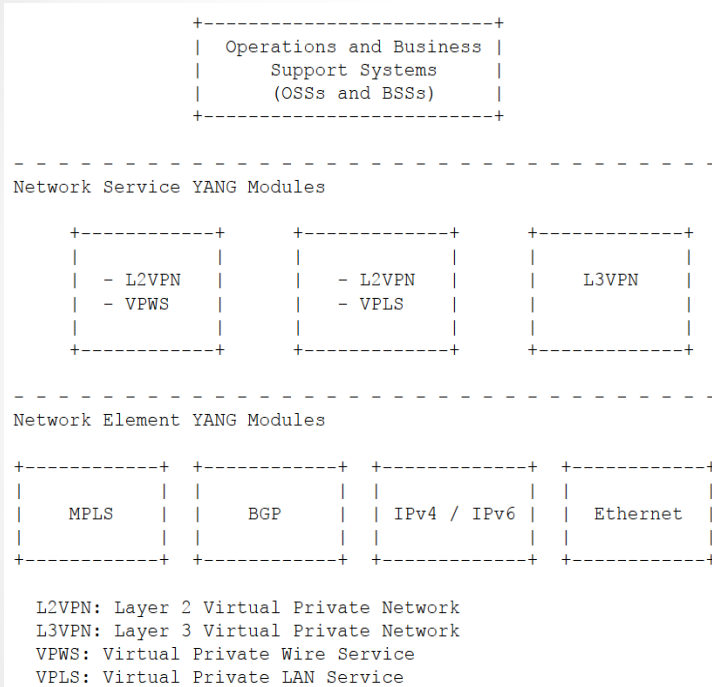 Operations and Business
Support Systems
(OSSs and BSSs)
Network Service YANG Modules
- L2VPN - L2VPN L3VPN
- VPWS - VPLS
Network Element YANG Modules
MPLS BGP IPv4 / IPv6 Ethernet
L2VPN: Layer 2 Virtual Private Network
L3VPN: Layer 3 Virtual Private Network
VPWS: Virtual Private Wire Service
VPLS: Virtual Private LAN Service